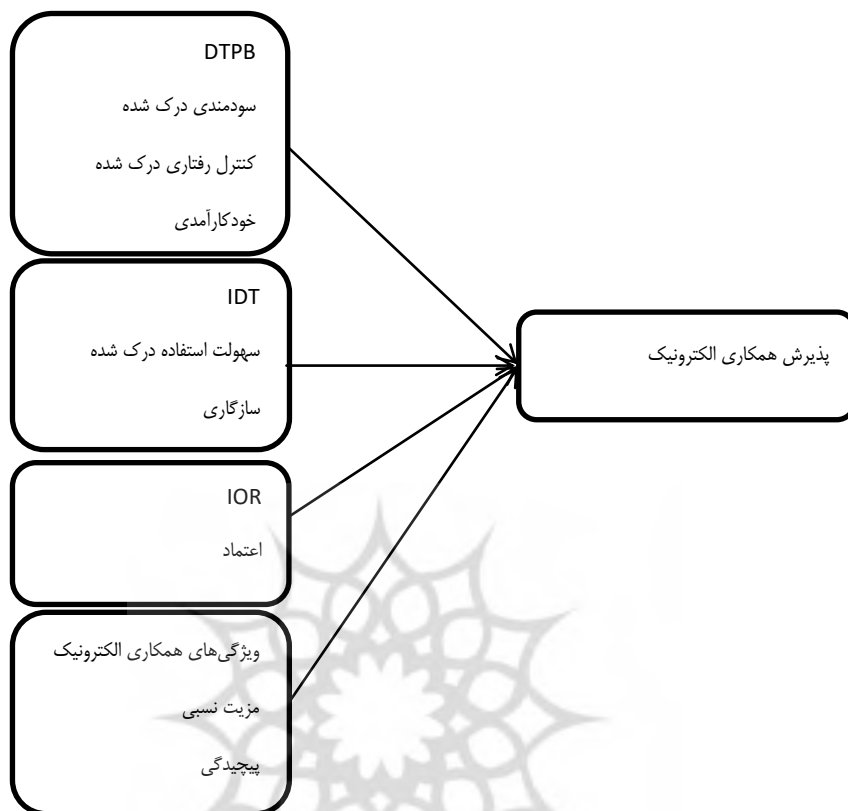 DTPB
سودمندی درک شده
کنترل رفتاری درک شده
خودکارآمدی
IDT
سهولت استفاده درک شده
سازگاری
IOR
اعتماد
ویژگی‌های همکاری الکترونیک
مزیت نسبی
پیچیدگی
پذیرش همکاری الکترونیک